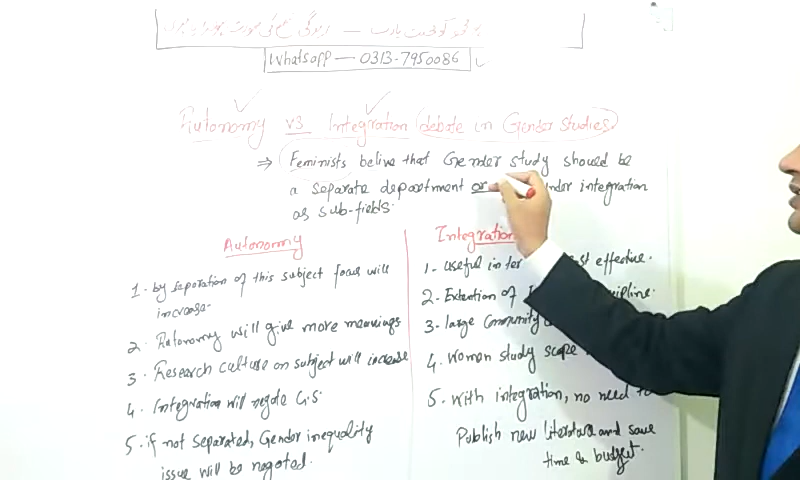 Whatsapp — 0313-7950086
Autonomy vs Integration debate in Gender Studies
⇒ Feminists belive that Gender study should be
a separate department or under integration
as sub-fields.
Autonomy
1. by separation of this subject focus will
increase.
2. Autonomy will give more meanings
3. Research culture on subject will increase
4. Integration will negate G.S
5. if not separated, Gender inequality
issue will be negated.
Integration
1. Useful in effective.
2. Extention of
3. large Community
4. Women study scope
5. With integration, no need to
Publish new literature and save
time & budget.